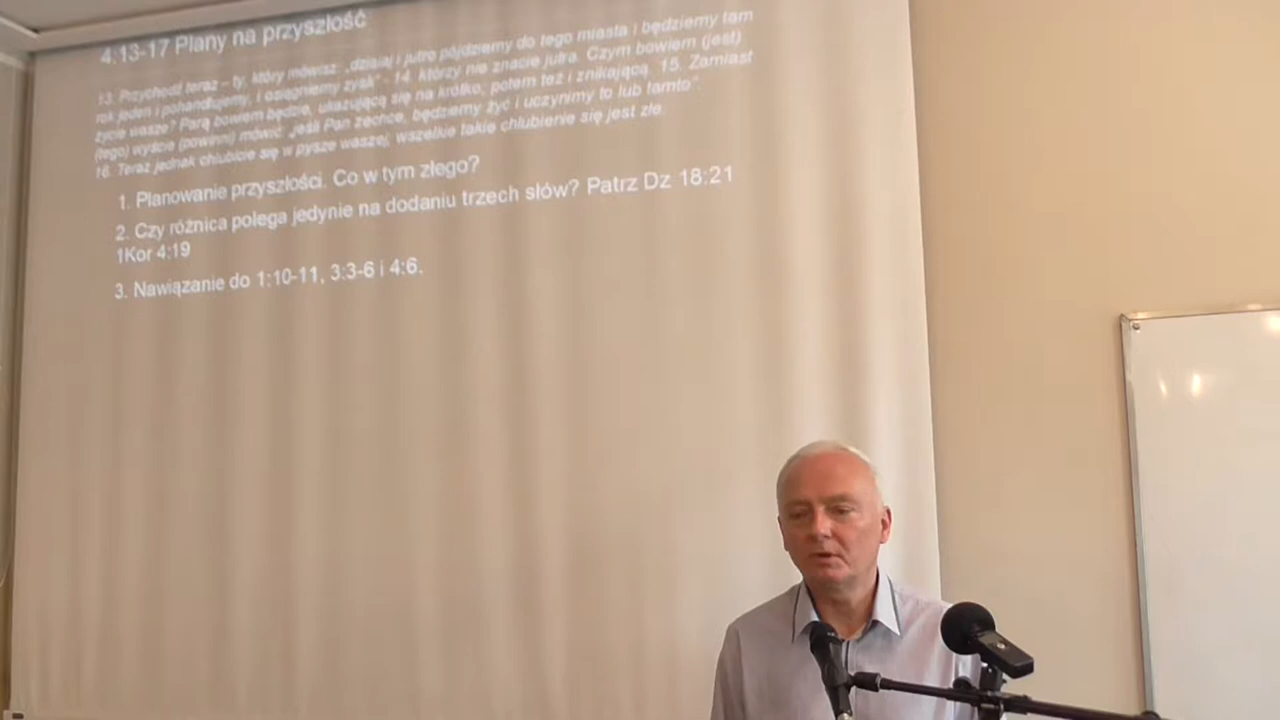 4:13-17 Plany na przyszłość
13. Przychodź teraz – ty, który mówisz: „dzisiaj i jutro pójdziemy do tego miasta i będziemy tam
rok jeden i pohandlujemy, i osiągniemy zysk" - 14. którzy nie znacie jutra. Czym bowiem (jest)
życie wasze? Parą bowiem będzie, ukazującą się na krótko, potem też i znikającą. 15. Zamiast
(tego) wyście (powinni) mówić: „jeśli Pan zechce, będziemy żyć i uczynimy to lub tamto".
16. Teraz jednak chlubicie się w pysze waszej, wszelkie takie chlubienie się jest złe.
1. Planowanie przyszłości. Co w tym złego?
2. Czy różnica polega jedynie na dodaniu trzech słów? Patrz Dz 18:21
1Kor 4:19
3. Nawiązanie do 1:10-11, 3:3-6 i 4:6.